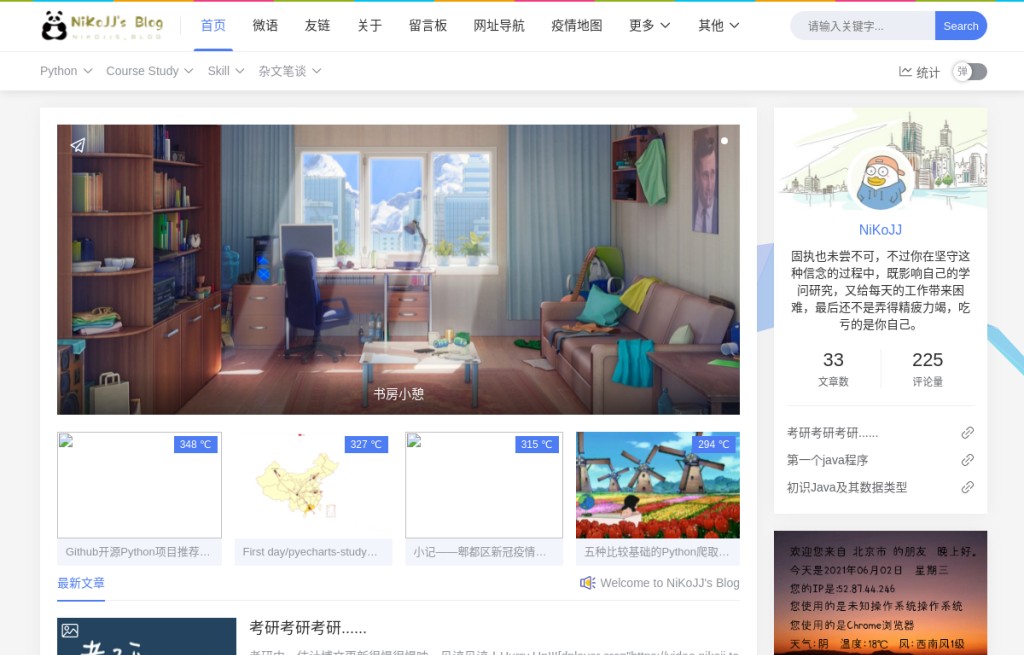 NiKoJJ's Blog
NIKOJJS_BLOG
首页 微语 友链 关于 留言板 网址导航 疫情地图 更多 其他
请输入关键字... Search
Python Course Study Skill 杂文笔谈
统计 弹
书房小憩
348 ℃ 327 ℃ 315 ℃ 294 ℃
Github开源Python项目推荐... First day/pyecharts-study... 小记——郫都区新冠疫情... 五种比较基础的Python爬取...
最新文章
Welcome to NiKoJJ's Blog
考研考研考研......
NiKoJJ
固执也未尝不可，不过你在坚守这
种信念的过程中，既影响自己的学
问研究，又给每天的工作带来困
难，最后还不是弄得精疲力竭，吃
亏的是你自己。
33 225
文章数 评论量
考研考研考研......
第一个java程序
初识Java及其数据类型
欢迎您来自 北京市 的朋友 晚上好。
今天是2021年06月02日 星期三
您的IP是:52.87.44.246
您使用的是未知操作系统操作系统
您使用的是Chrome浏览器
天气:阴 温度:18℃ 风:西南风1级